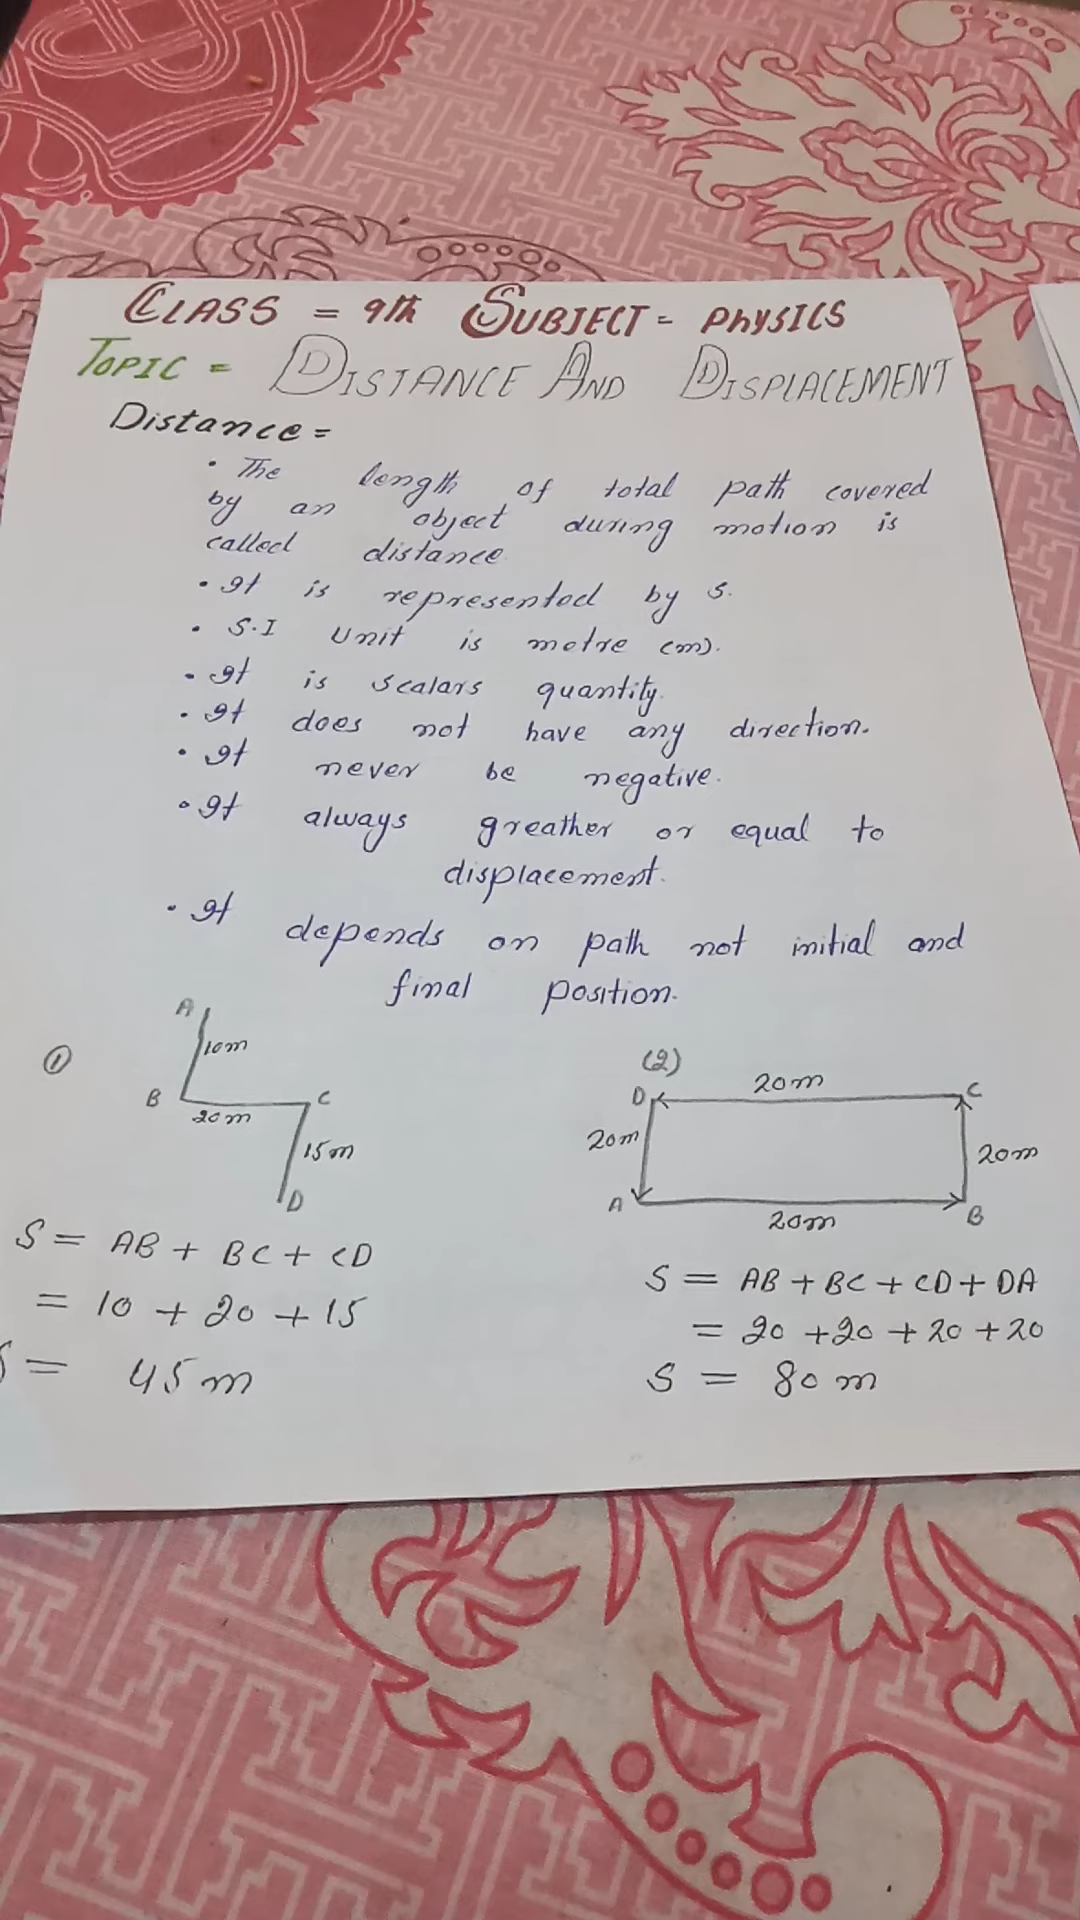 CLASS = 9th SUBJECT = PHYSICS
TOPIC = DISTANCE AND DISPLACEMENT
Distance =
• The length of total path covered
by an object during motion is
called distance
• It is represented by S.
• S.I Unit is metre (m).
• It is scalars quantity.
• It does not have any direction.
• It never be negative.
• It always greather or equal to
displacement.
• It depends on path not initial and
final position.
①
A
10m
B
20m
C
15m
D
S = AB + BC + CD
= 10 + 20 + 15
S = 45 m
(2)
20m
D
C
20m
20m
A
20m
B
S = AB + BC + CD + DA
= 20 + 20 + 20 + 20
S = 80 m